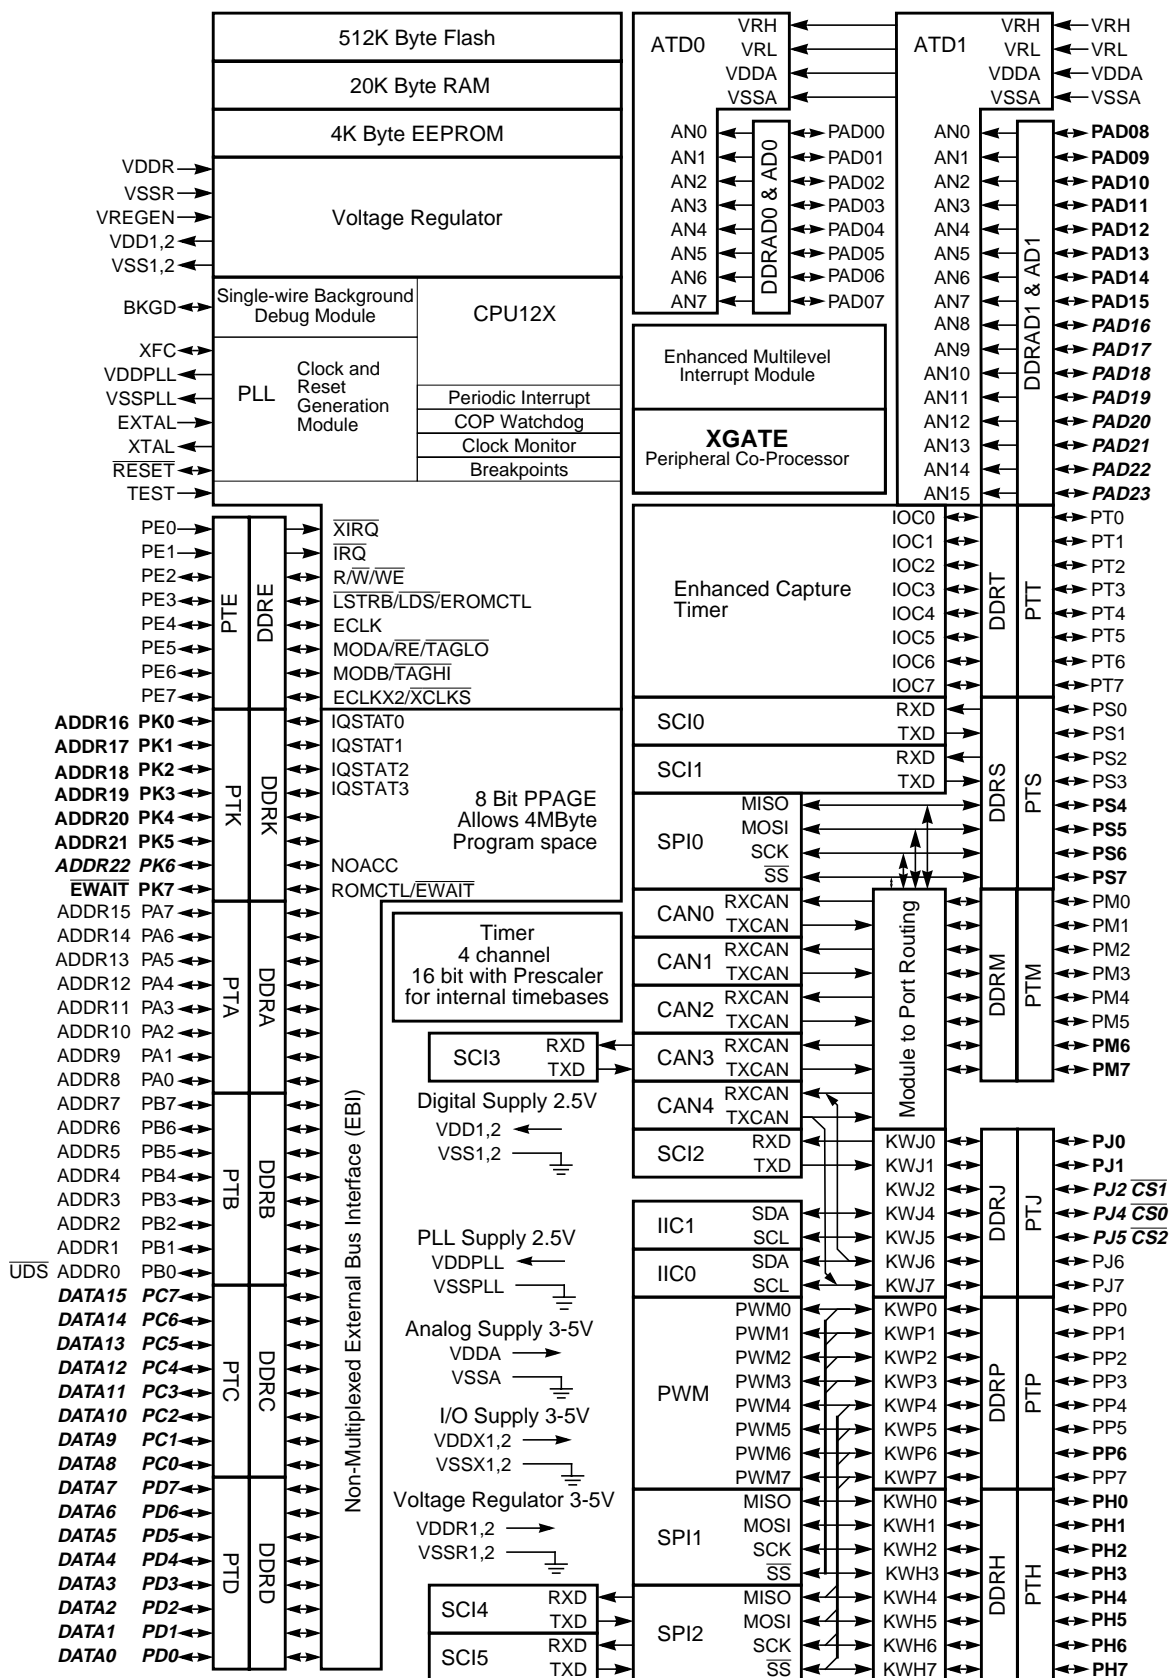 512K Byte Flash
20K Byte RAM
4K Byte EEPROM
VDDR
VSSR
VREGEN
VDD1,2
VSS1,2
Voltage Regulator
BKGD
Single-wire Background
Debug Module
CPU12X
XFC
VDDPLL
VSSPLL
EXTAL
XTAL
RESET
TEST
PLL
Clock and
Reset
Generation
Module
Periodic Interrupt
COP Watchdog
Clock Monitor
Breakpoints
ATD0
VRH
VRL
VDDA
VSSA
AN0
AN1
AN2
AN3
AN4
AN5
AN6
AN7
DDRAD0 & AD0
PAD00
PAD01
PAD02
PAD03
PAD04
PAD05
PAD06
PAD07
ATD1
VRH
VRL
VDDA
VSSA
VRH
VRL
VDDA
VSSA
AN0
AN1
AN2
AN3
AN4
AN5
AN6
AN7
AN8
AN9
AN10
AN11
AN12
AN13
AN14
AN15
DDRAD1 & AD1
PAD08
PAD09
PAD10
PAD11
PAD12
PAD13
PAD14
PAD15
PAD16
PAD17
PAD18
PAD19
PAD20
PAD21
PAD22
PAD23
Enhanced Multilevel
Interrupt Module
XGATE
Peripheral Co-Processor
PE0
PE1
PE2
PE3
PE4
PE5
PE6
PE7
PTE
DDRE
XIRQ
IRQ
R/W/WE
LSTRB/LDS/EROMCTL
ECLK
MODA/RE/TAGLO
MODB/TAGHI
ECLKX2/XCLKS
ADDR16 PK0
ADDR17 PK1
ADDR18 PK2
ADDR19 PK3
ADDR20 PK4
ADDR21 PK5
ADDR22 PK6
EWAIT PK7
PTK
DDRK
IQSTAT0
IQSTAT1
IQSTAT2
IQSTAT3
NOACC
ROMCTL/EWAIT
8 Bit PPAGE
Allows 4MByte
Program space
ADDR15 PA7
ADDR14 PA6
ADDR13 PA5
ADDR12 PA4
ADDR11 PA3
ADDR10 PA2
ADDR9 PA1
ADDR8 PA0
PTA
DDRA
ADDR7 PB7
ADDR6 PB6
ADDR5 PB5
ADDR4 PB4
ADDR3 PB3
ADDR2 PB2
ADDR1 PB1
UDS ADDR0 PB0
PTB
DDRB
DATA15 PC7
DATA14 PC6
DATA13 PC5
DATA12 PC4
DATA11 PC3
DATA10 PC2
DATA9 PC1
DATA8 PC0
PTC
DDRC
DATA7 PD7
DATA6 PD6
DATA5 PD5
DATA4 PD4
DATA3 PD3
DATA2 PD2
DATA1 PD1
DATA0 PD0
PTD
DDRD
Non-Multiplexed External Bus Interface (EBI)
Timer
4 channel
16 bit with Prescaler
for internal timebases
SCI3
RXD
TXD
Digital Supply 2.5V
VDD1,2
VSS1,2
PLL Supply 2.5V
VDDPLL
VSSPLL
Analog Supply 3-5V
VDDA
VSSA
I/O Supply 3-5V
VDDX1,2
VSSX1,2
Voltage Regulator 3-5V
VDDR1,2
VSSR1,2
SCI4
RXD
TXD
SCI5
RXD
TXD
Enhanced Capture
Timer
IOC0
IOC1
IOC2
IOC3
IOC4
IOC5
IOC6
IOC7
DDRT
PTT
PT0
PT1
PT2
PT3
PT4
PT5
PT6
PT7
SCI0
RXD
TXD
SCI1
RXD
TXD
SPI0
MISO
MOSI
SCK
SS
DDRS
PTS
PS0
PS1
PS2
PS3
PS4
PS5
PS6
PS7
CAN0
RXCAN
TXCAN
CAN1
RXCAN
TXCAN
CAN2
RXCAN
TXCAN
CAN3
RXCAN
TXCAN
CAN4
RXCAN
TXCAN
Module to Port Routing
DDRM
PTM
PM0
PM1
PM2
PM3
PM4
PM5
PM6
PM7
SCI2
RXD
TXD
IIC1
SDA
SCL
IIC0
SDA
SCL
KWJ0
KWJ1
KWJ2
KWJ4
KWJ5
KWJ6
KWJ7
DDRJ
PTJ
PJ0
PJ1
PJ2 CS1
PJ4 CS0
PJ5 CS2
PJ6
PJ7
PWM
PWM0
PWM1
PWM2
PWM3
PWM4
PWM5
PWM6
PWM7
KWP0
KWP1
KWP2
KWP3
KWP4
KWP5
KWP6
KWP7
DDRP
PTP
PP0
PP1
PP2
PP3
PP4
PP5
PP6
PP7
SPI1
MISO
MOSI
SCK
SS
SPI2
MISO
MOSI
SCK
SS
KWH0
KWH1
KWH2
KWH3
KWH4
KWH5
KWH6
KWH7
DDRH
PTH
PH0
PH1
PH2
PH3
PH4
PH5
PH6
PH7